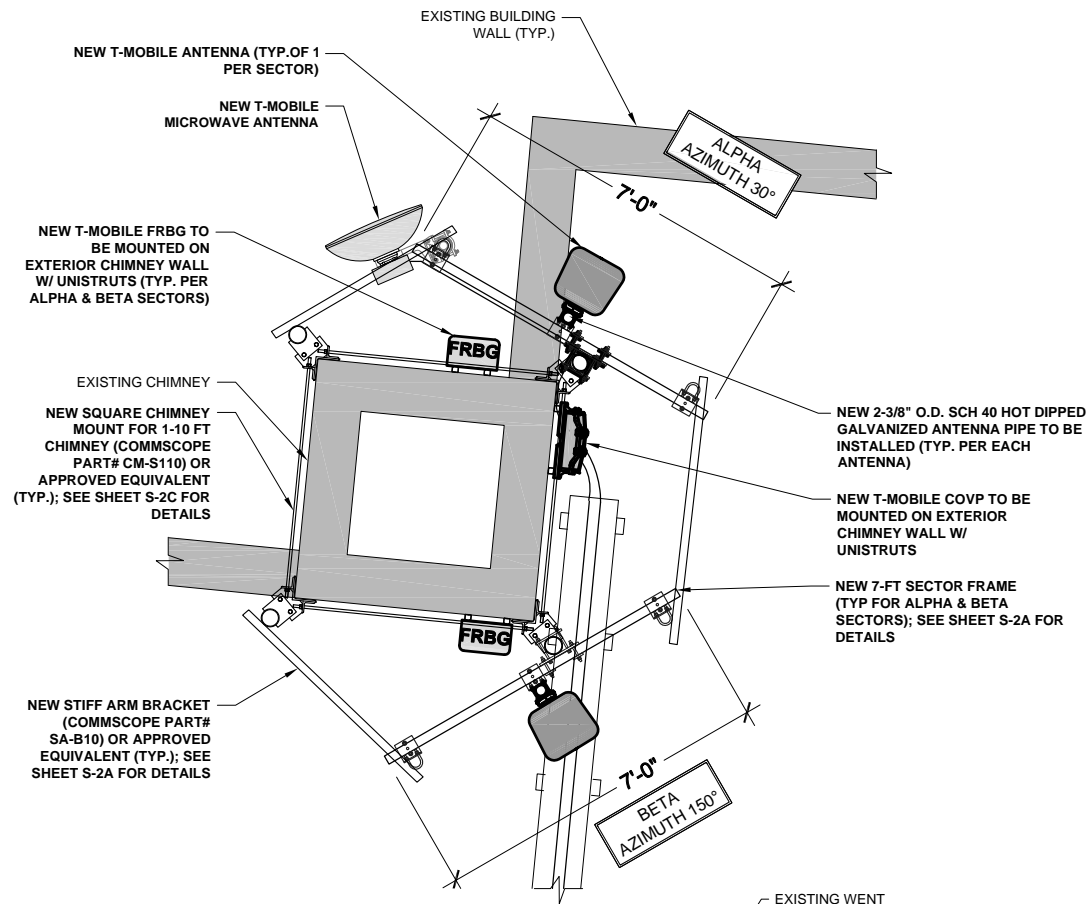 EXISTING BUILDING
WALL (TYP.)
NEW T-MOBILE ANTENNA (TYP.OF 1
PER SECTOR)
NEW T-MOBILE
MICROWAVE ANTENNA
ALPHA
AZIMUTH 30°
7'-0"
NEW T-MOBILE FRBG TO
BE MOUNTED ON
EXTERIOR CHIMNEY WALL
W/ UNISTRUTS (TYP. PER
ALPHA & BETA SECTORS)
FRBG
EXISTING CHIMNEY
NEW SQUARE CHIMNEY
MOUNT FOR 1-10 FT
CHIMNEY (COMMSCOPE
PART# CM-S110) OR
APPROVED EQUIVALENT
(TYP.); SEE SHEET S-2C FOR
DETAILS
NEW 2-3/8" O.D. SCH 40 HOT DIPPED
GALVANIZED ANTENNA PIPE TO BE
INSTALLED (TYP. PER EACH
ANTENNA)
NEW T-MOBILE COVP TO BE
MOUNTED ON EXTERIOR
CHIMNEY WALL W/
UNISTRUTS
NEW 7-FT SECTOR FRAME
(TYP FOR ALPHA & BETA
SECTORS); SEE SHEET S-2A FOR
DETAILS
FRBG
NEW STIFF ARM BRACKET
(COMMSCOPE PART#
SA-B10) OR APPROVED
EQUIVALENT (TYP.); SEE
SHEET S-2A FOR DETAILS
7'-0"
BETA
AZIMUTH 150°
EXISTING WENT